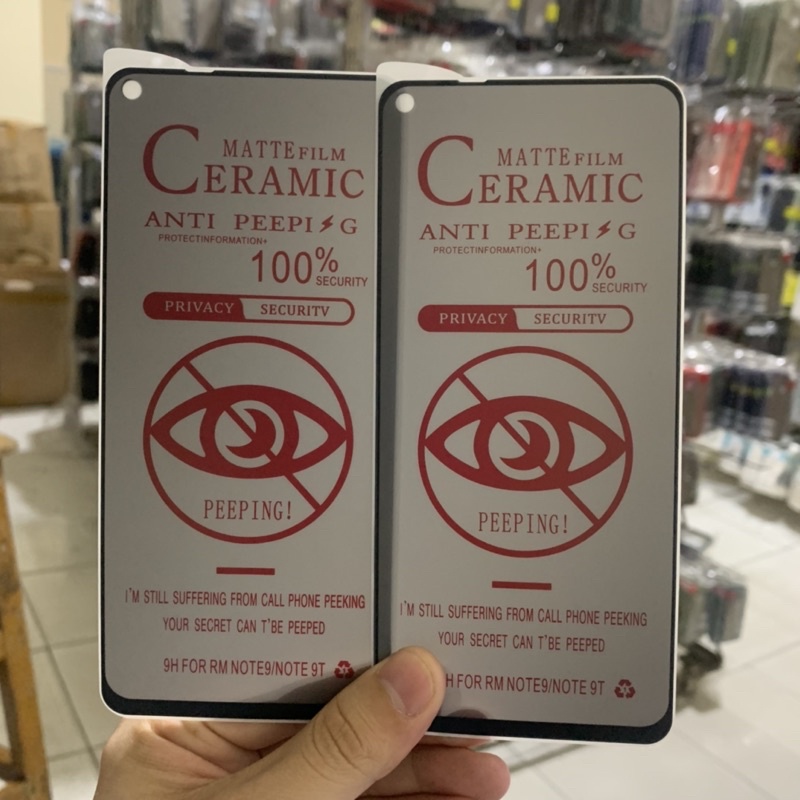 MATTE FILM
CERAMIC
ANTI PEEPI⚡G
PROTECTINFORMATION+
100%
SECURITY
PRIVACY SECURITV
PEEPING!
I'M STILL SUFFERING FROM CALL PHONE PEEKING
YOUR SECRET CAN T'BE PEEPED
9H FOR RM NOTE9/NOTE 9T
MATTE FILM
CERAMIC
ANTI PEEPI⚡G
PROTECTINFORMATION+
100%
SECURITY
PRIVACY SECURITV
PEEPING!
I'M STILL SUFFERING FROM CALL PHONE PEEKING
YOUR SECRET CAN T'BE PEEPED
H FOR RM NOTE9/NOTE 9T